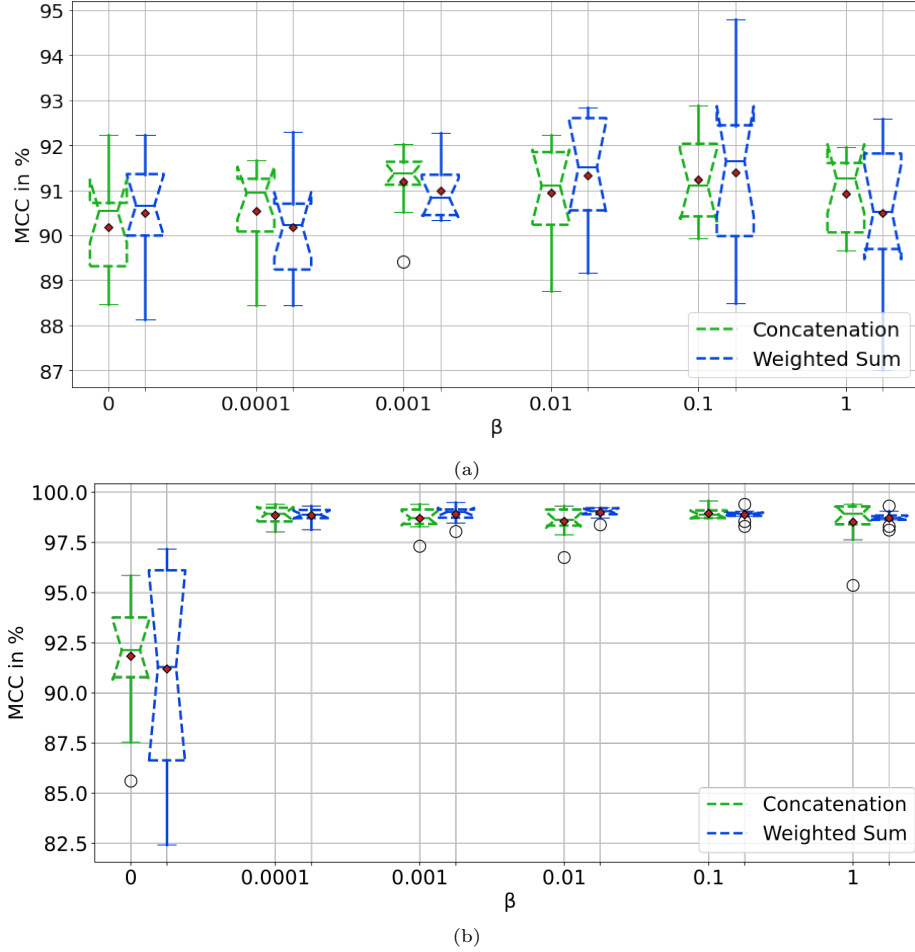 95
94
93
92
91
90
89
88
87
MCC in %
Concatenation
Weighted Sum
0 0.0001 0.001 0.01 0.1 1
β
(a)
100.0
97.5
95.0
92.5
90.0
87.5
85.0
82.5
MCC in %
Concatenation
Weighted Sum
0 0.0001 0.001 0.01 0.1 1
β
(b)